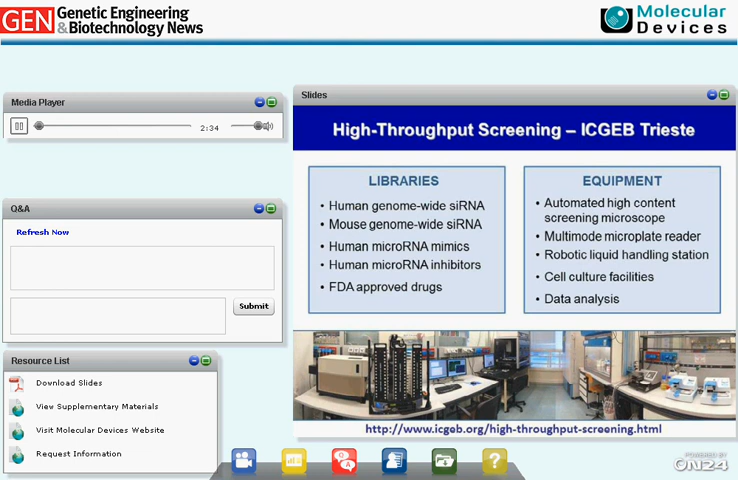 GEN Genetic Engineering
& Biotechnology News
Molecular
Devices
Media Player
2:34
Q&A
Refresh Now
Submit
Resource List
Download Slides
View Supplementary Materials
Visit Molecular Devices Website
Request Information
Slides
High-Throughput Screening – ICGEB Trieste
LIBRARIES
• Human genome-wide siRNA
• Mouse genome-wide siRNA
• Human microRNA mimics
• Human microRNA inhibitors
• FDA approved drugs
EQUIPMENT
• Automated high content
screening microscope
• Multimode microplate reader
• Robotic liquid handling station
• Cell culture facilities
• Data analysis
http://www.icgeb.org/high-throughput-screening.html
Q
A
?
POWERED BY
ON24